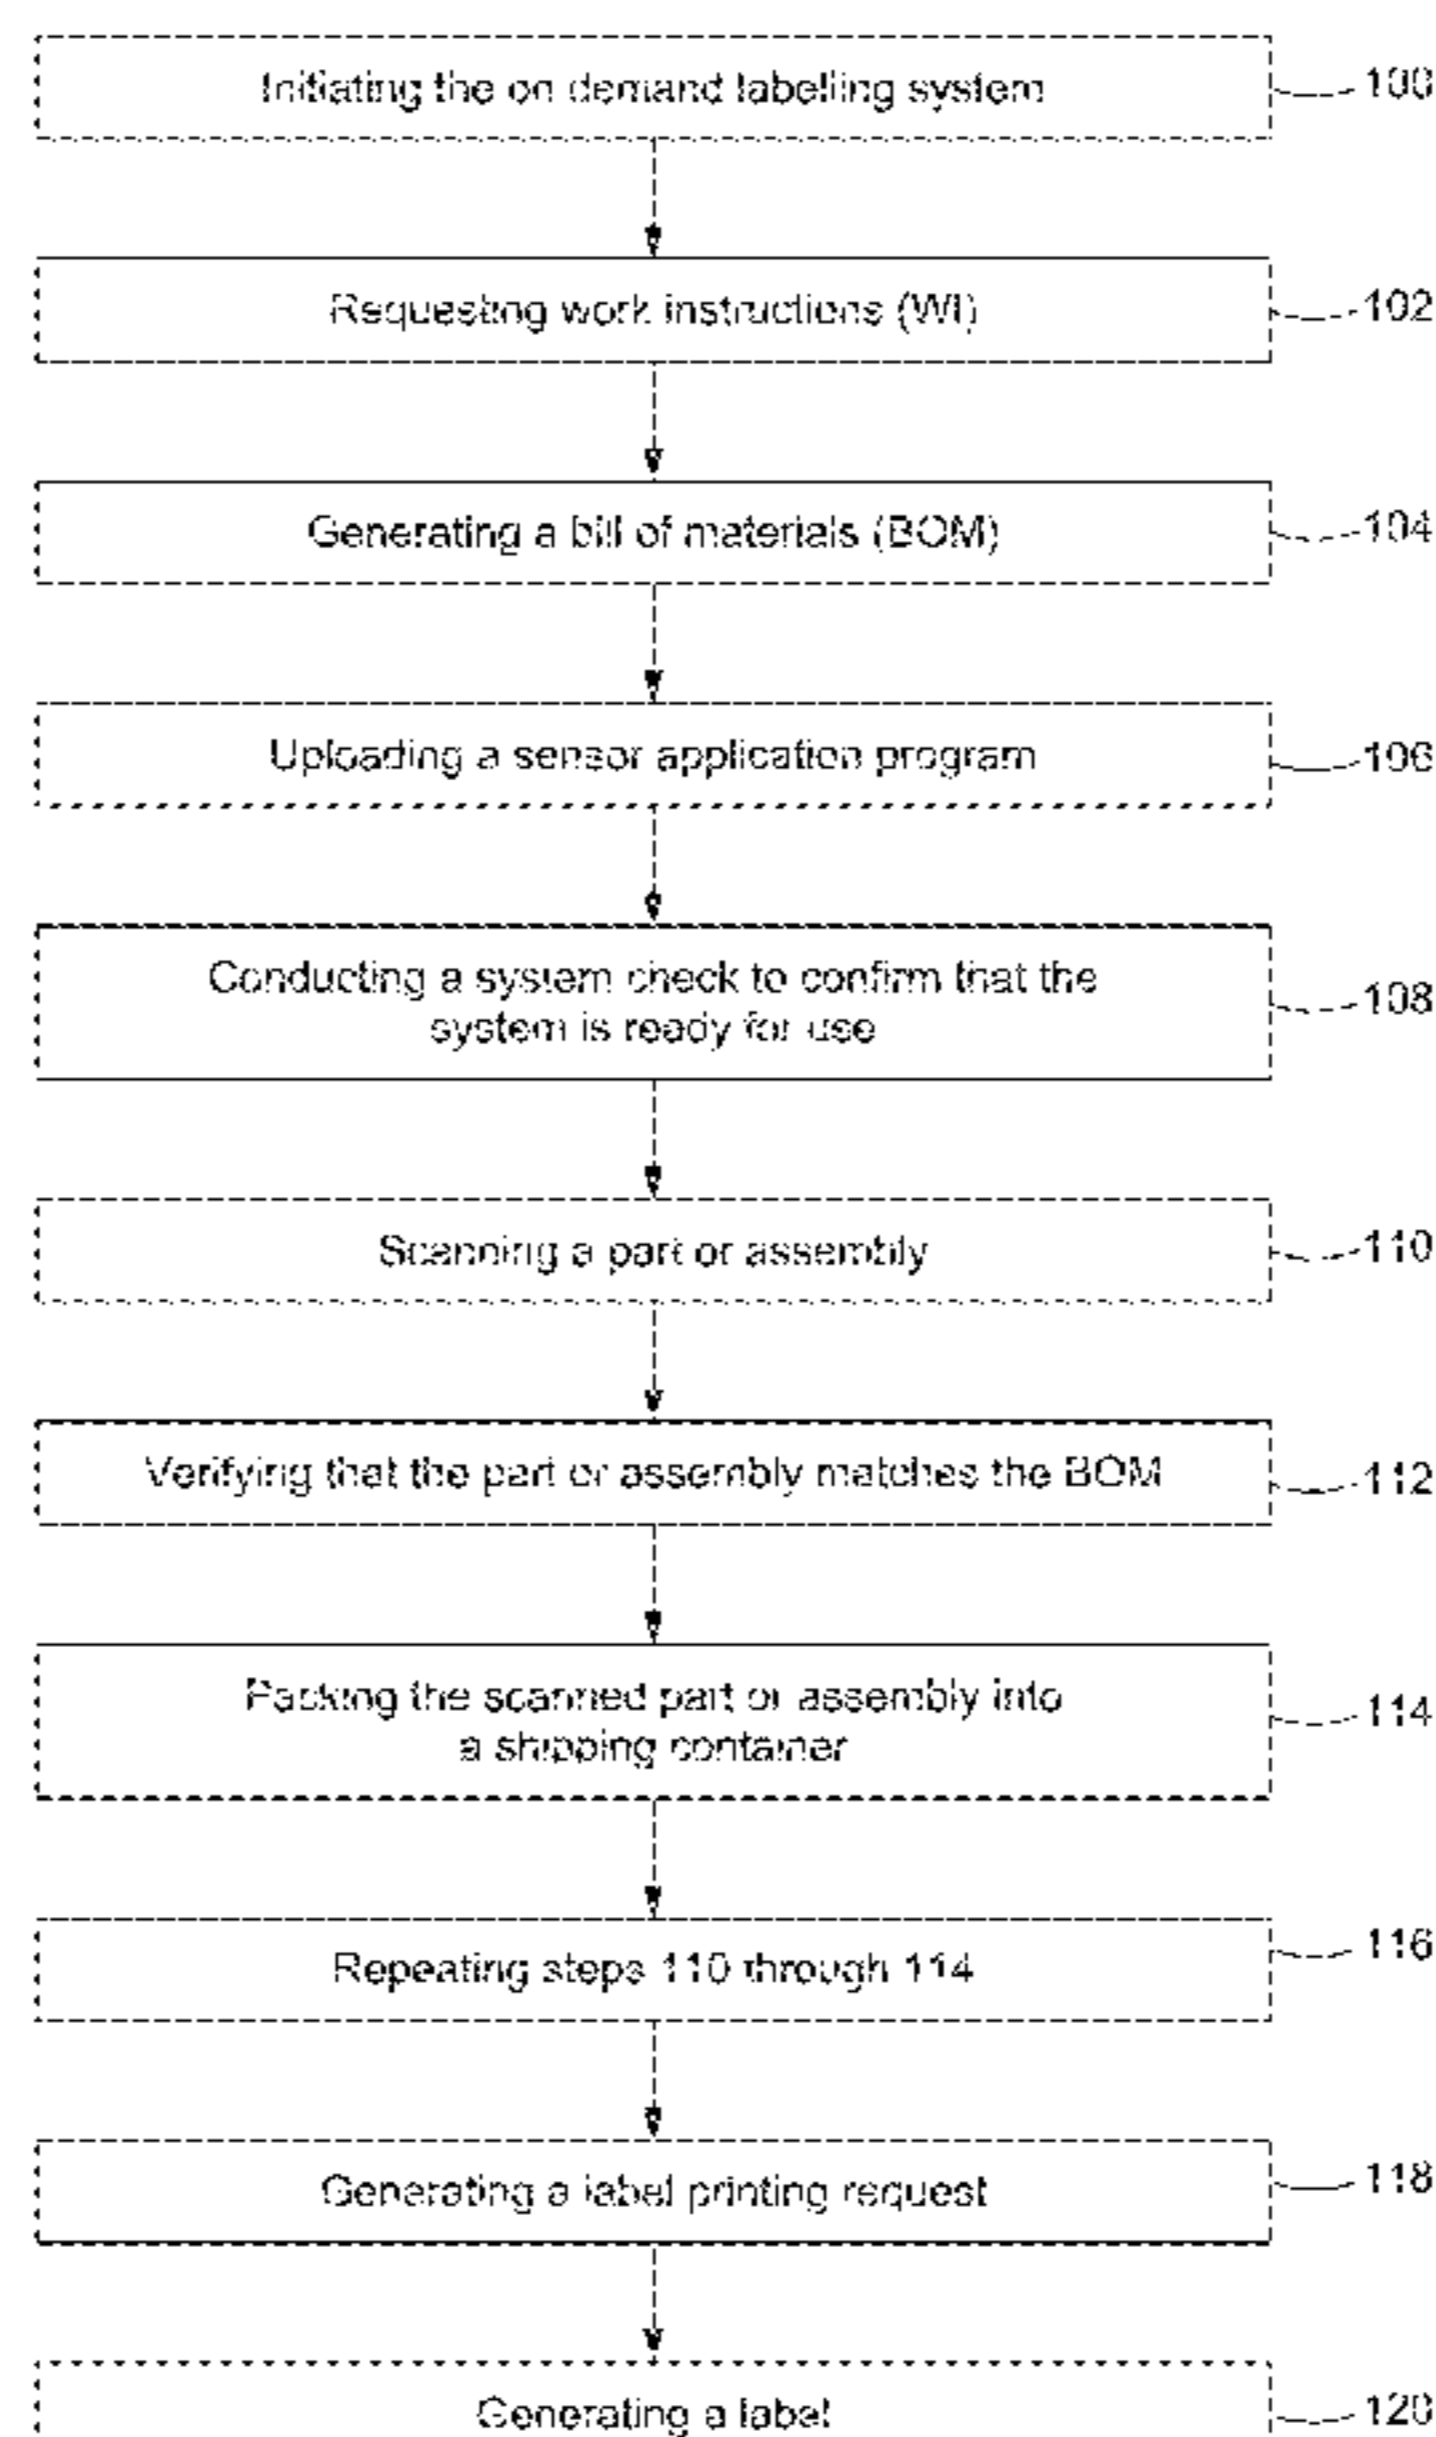 Initiating the on demand labelling system
100
Requesting work instructions (WI)
102
Generating a bill of materials (BOM)
104
Uploading a sensor application program
106
Conducting a system check to confirm that the
system is ready for use
108
Scanning a part or assembly
110
Verifying that the part or assembly matches the BOM
112
Packing the scanned part or assembly into
a shipping container
114
Repeating steps 110 through 114
116
Generating a label printing request
118
Generating a label
120